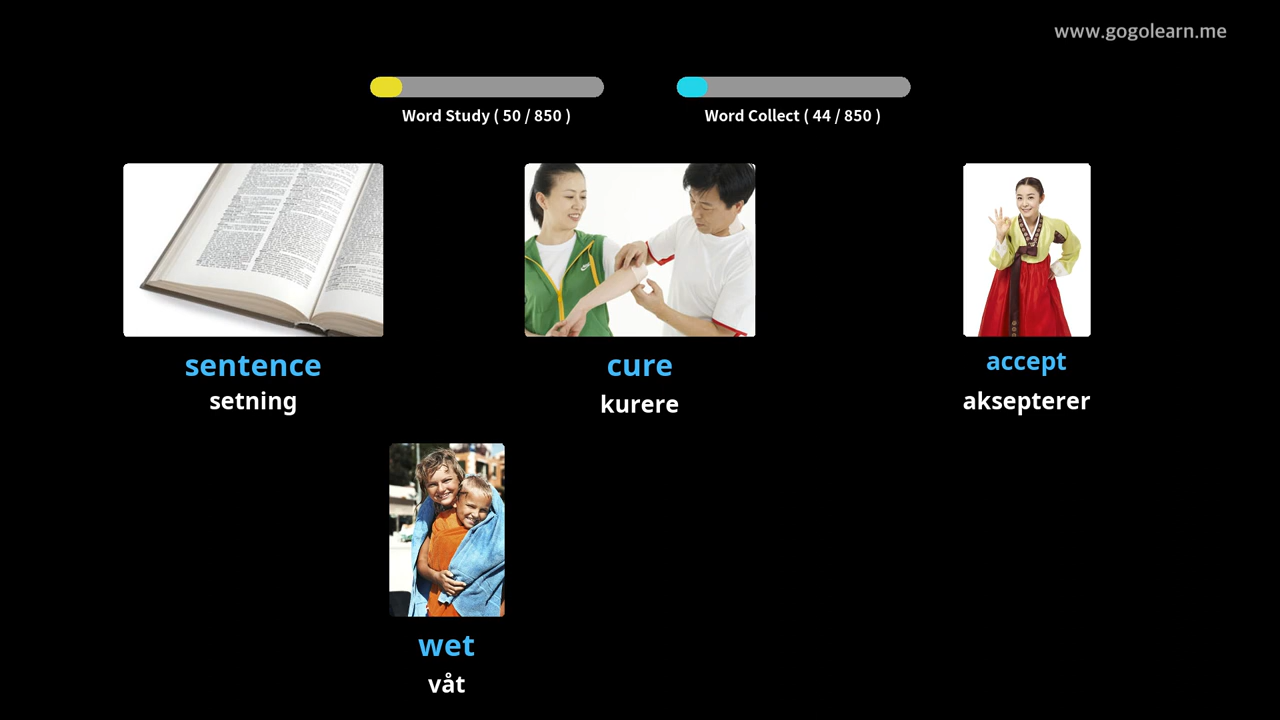 www.gogolearn.me
Word Study ( 50 / 850 )
Word Collect ( 44 / 850 )
sentence
setning
cure
kurere
accept
aksepterer
wet
våt